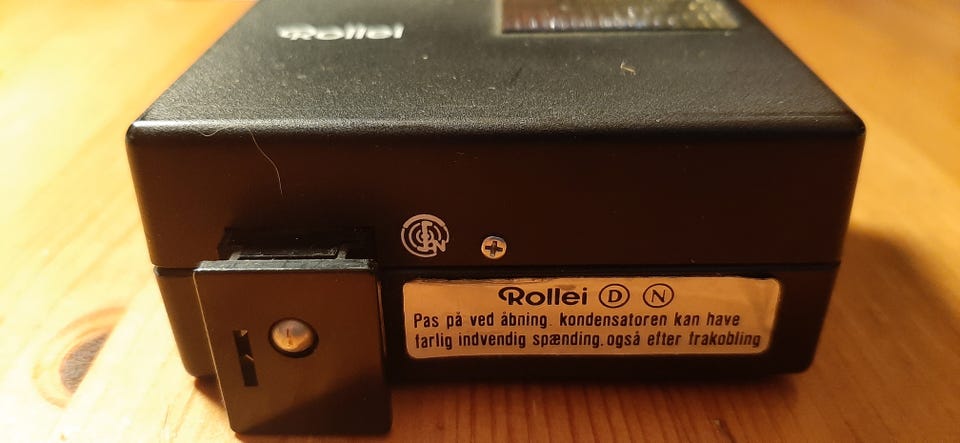 Rollei
Rollei D N
Pas på ved åbning. kondensatoren kan have
farlig indvendig spænding.også efter frakobling